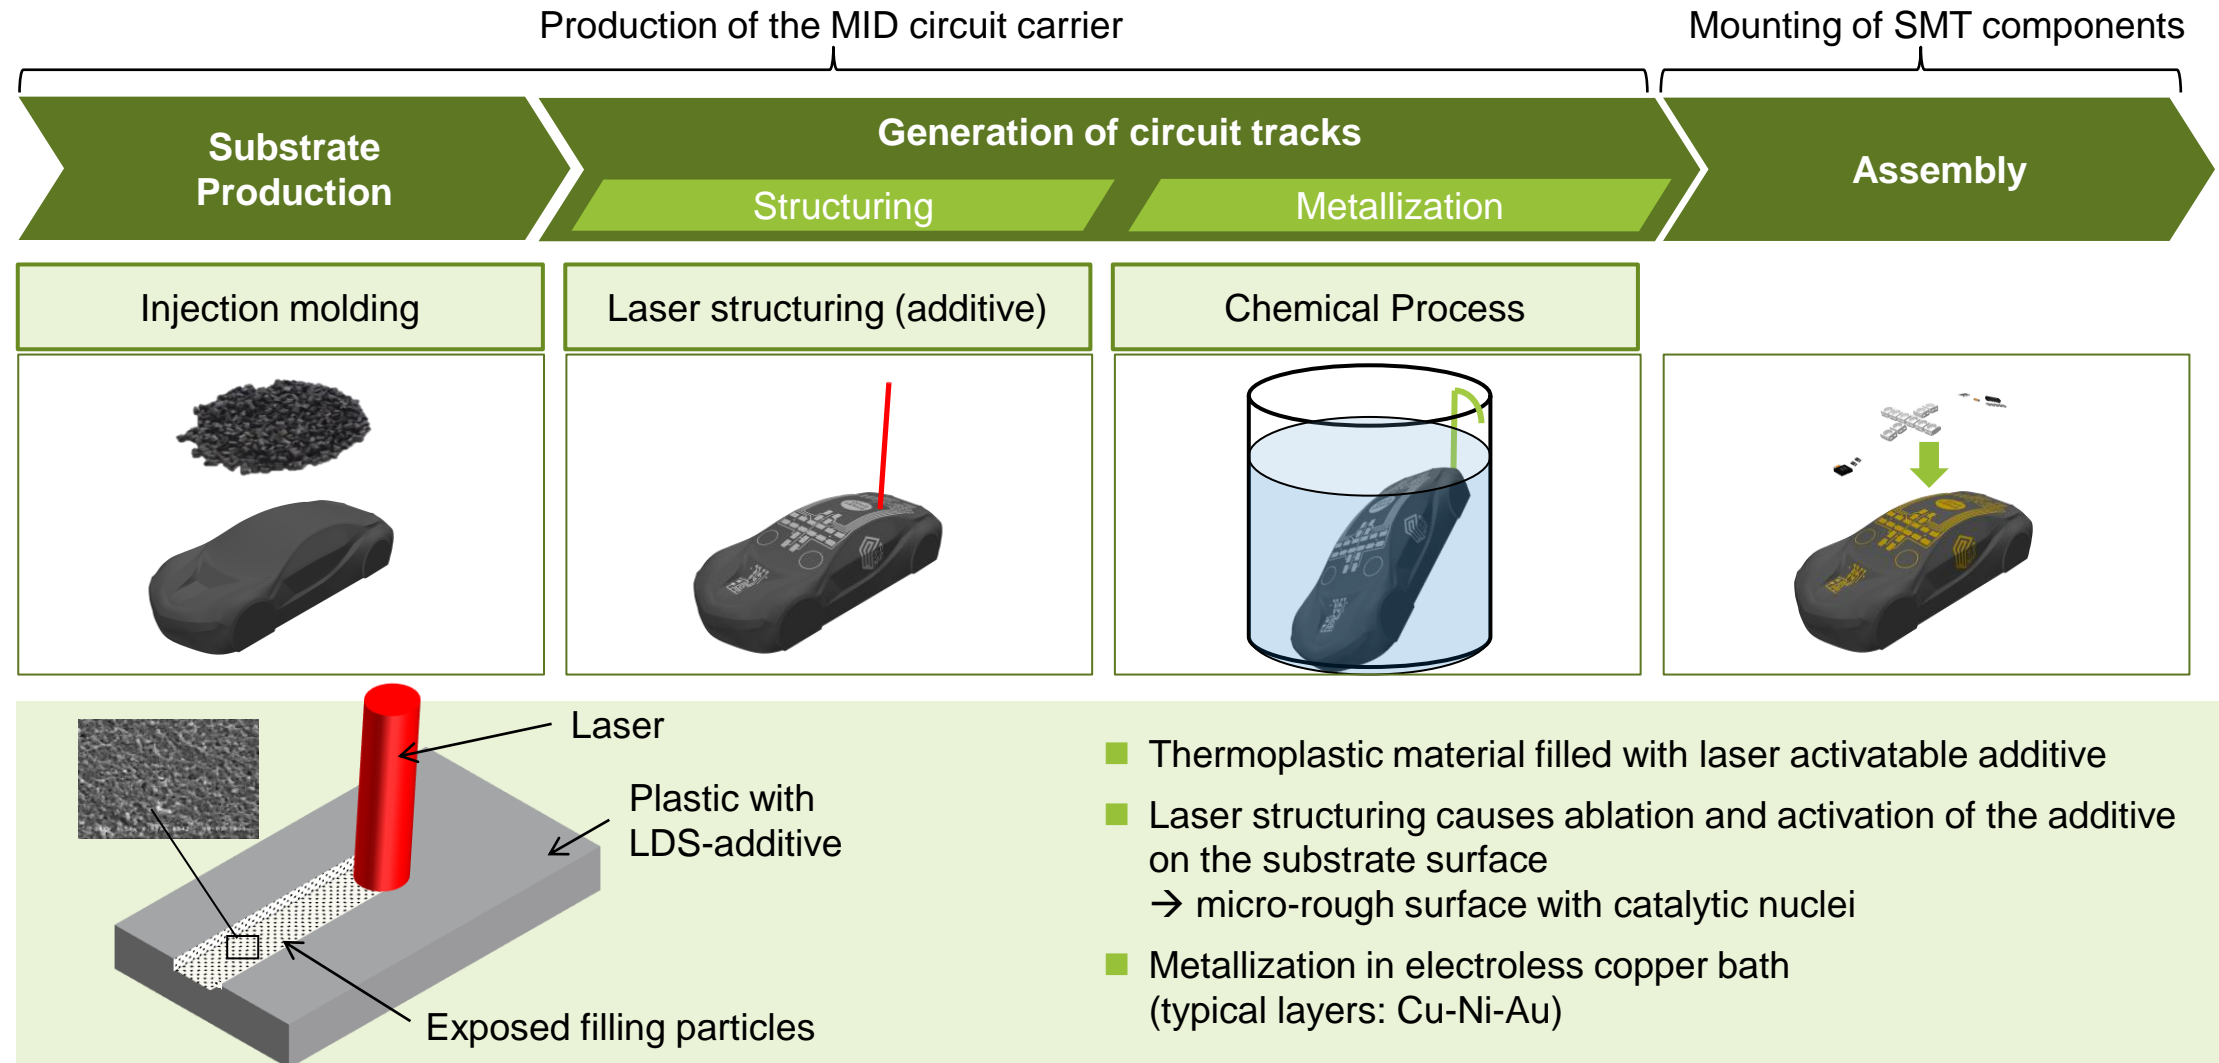 Production of the MID circuit carrier
Mounting of SMT components
Substrate
Production
Generation of circuit tracks
Structuring
Metallization
Assembly
Injection molding
Laser structuring (additive)
Chemical Process
Laser
Plastic with
LDS-additive
Exposed filling particles
Thermoplastic material filled with laser activatable additive
Laser structuring causes ablation and activation of the additive
on the substrate surface
→ micro-rough surface with catalytic nuclei
Metallization in electroless copper bath
(typical layers: Cu-Ni-Au)